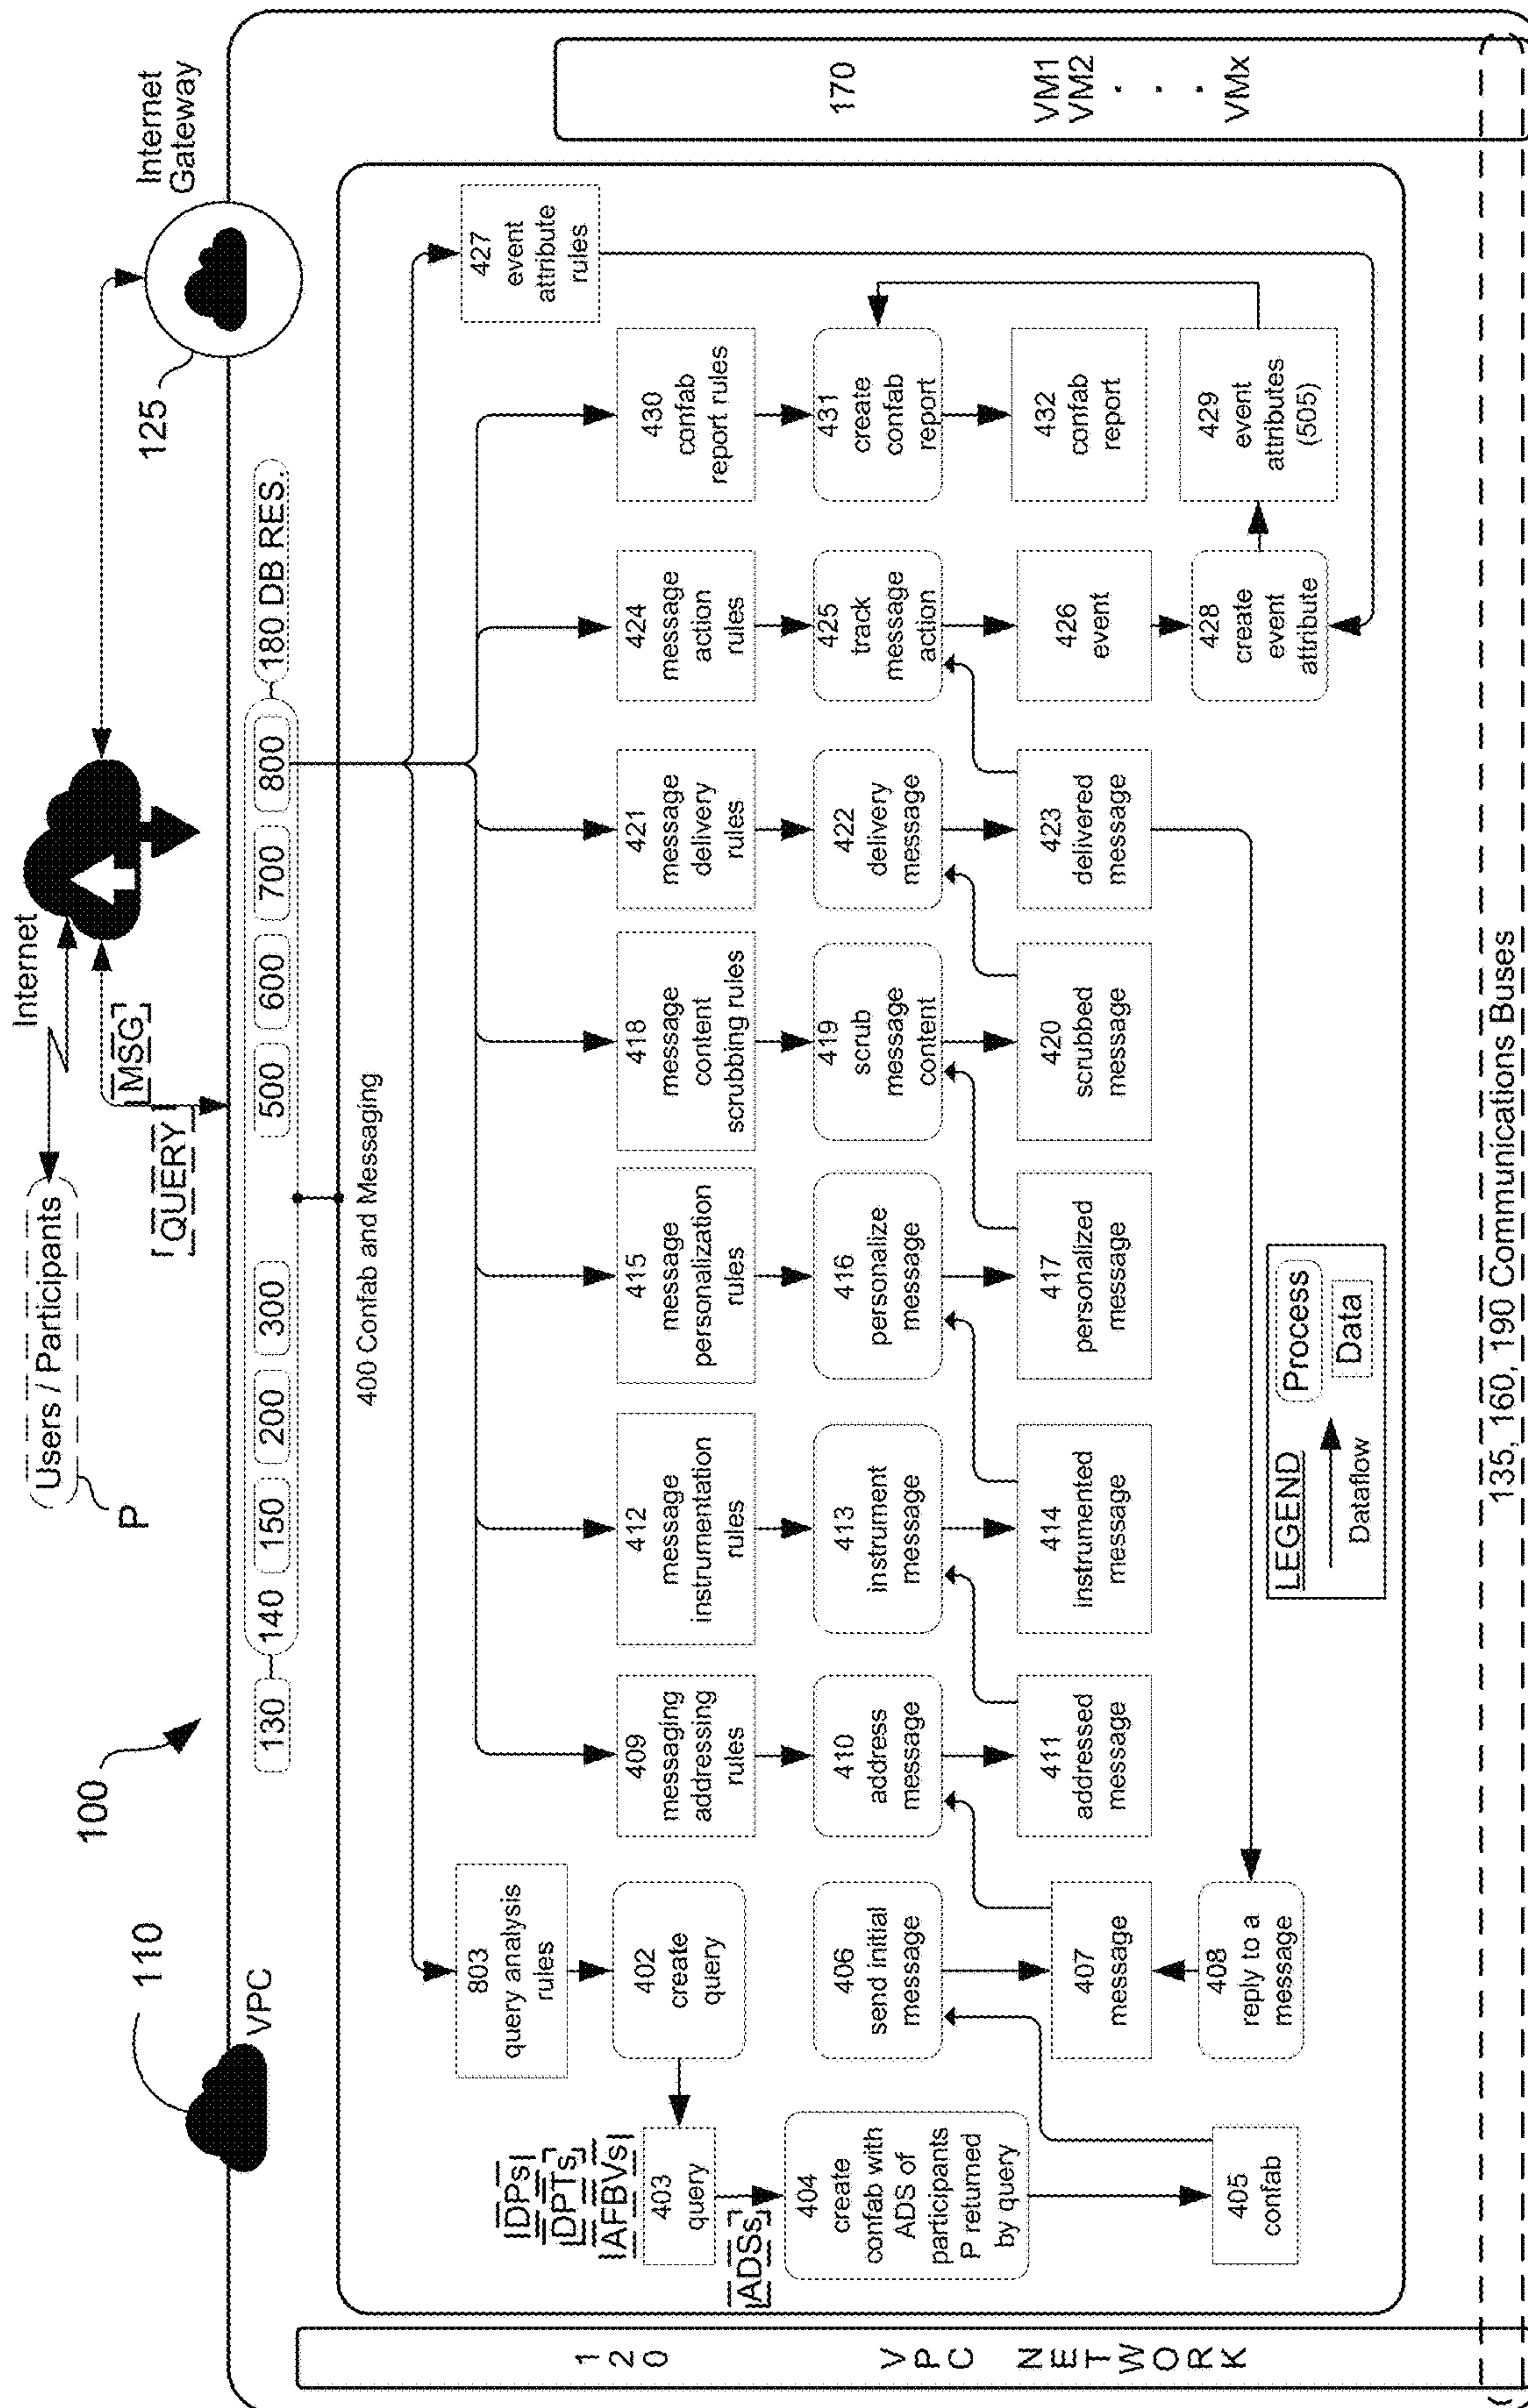 Internet
Users / Participants
P
MSG
QUERY
Internet
Gateway
125
100
110
VPC
130
140
150
200
300
500
600
700
800
180 DB RES.
400 Confab and Messaging
120
VPC NETWORK
170
VM1
VM2
.
.
.
VMx
803
query analysis
rules
402
create
query
DPs
DPTs
AFBVs
403
query
ADSs
404
create
confab with
ADS of
participants
P returned
by query
405
confab
406
send initial
message
407
message
408
reply to a
message
409
messaging
addressing
rules
410
address
message
411
addressed
message
412
message
instrumentation
rules
413
instrument
message
414
instrumented
message
415
message
personalization
rules
416
personalize
message
417
personalized
message
418
message
content
scrubbing rules
419
scrub
message
content
420
scrubbed
message
421
message
delivery
rules
422
delivery
message
423
delivered
message
424
message
action
rules
425
track
message
action
426
event
428
create
event
attribute
430
confab
report rules
431
create
confab
report
432
confab
report
429
event
attributes
(505)
427
event
attribute
rules
LEGEND
Process
Dataflow
Data
135, 160, 190 Communications Buses